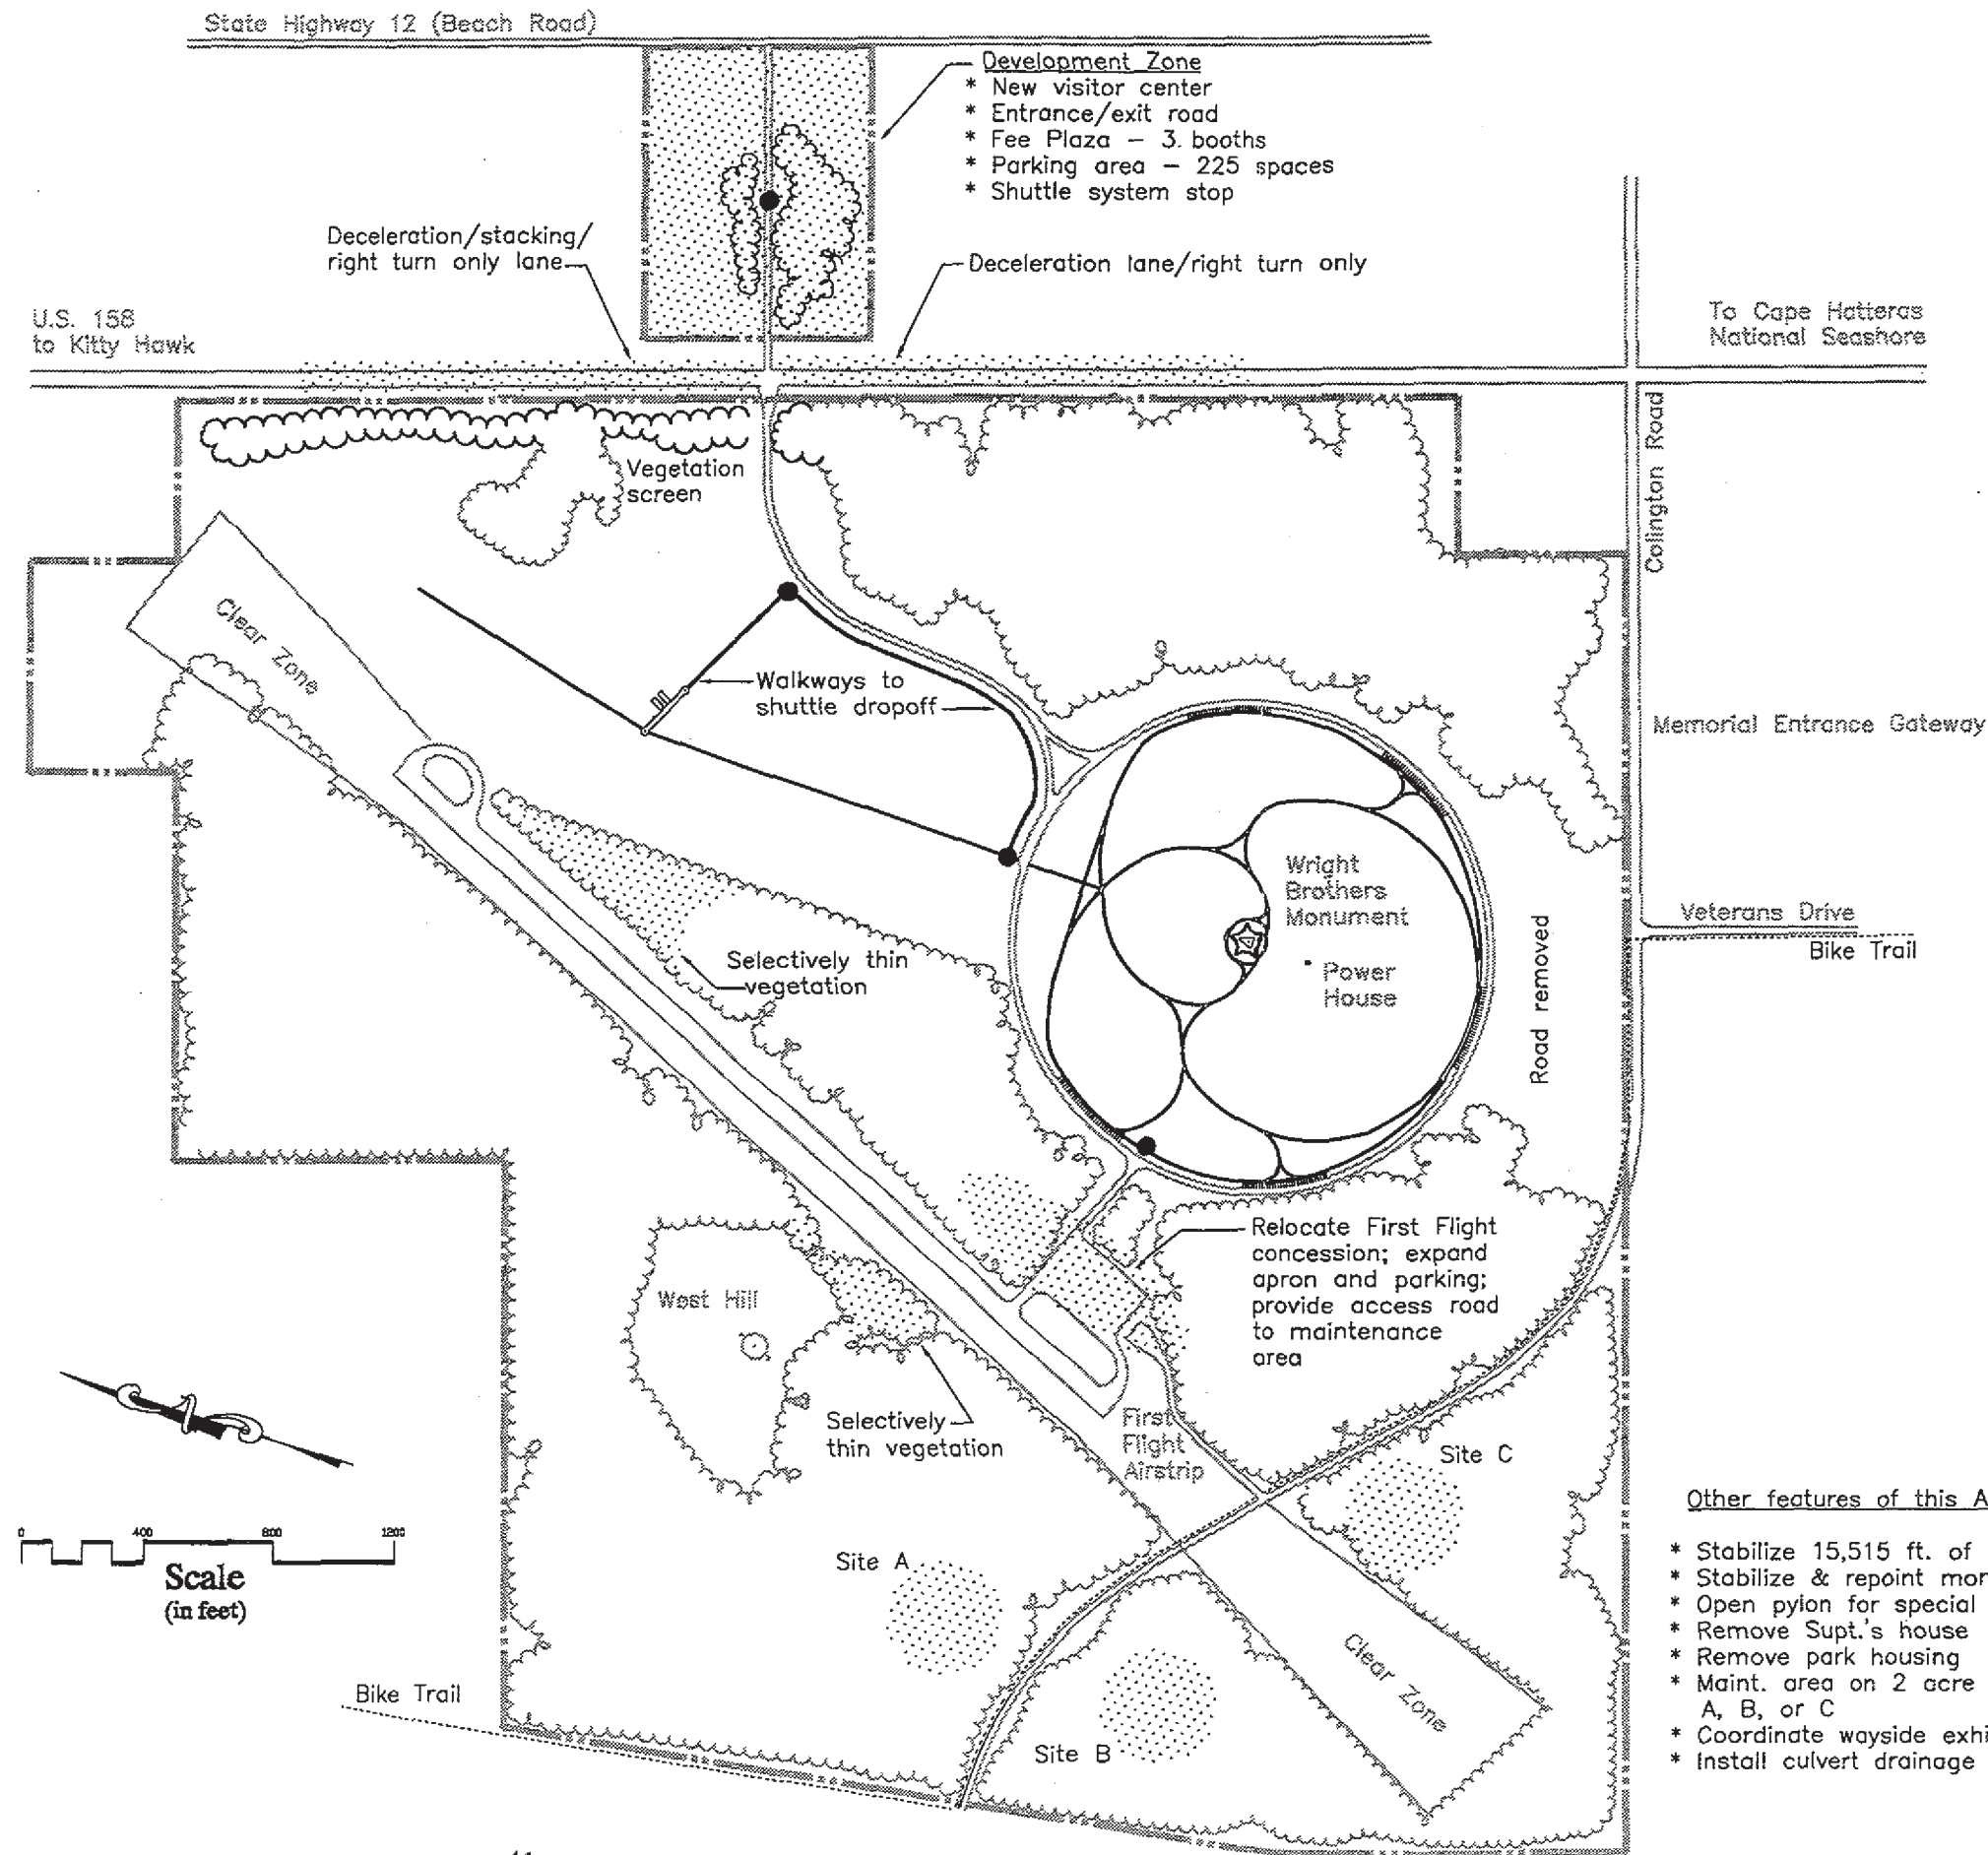 State Highway 12 (Beach Road)
Development Zone
* New visitor center
* Entrance/exit road
* Fee Plaza – 3. booths
* Parking area – 225 spaces
* Shuttle system stop
Deceleration/stacking/
right turn only lane
Deceleration lane/right turn only
U.S. 158
to Kitty Hawk
To Cape Hatteras
National Seashore
Colington Road
Vegetation
screen
Clear Zone
Walkways to
shuttle dropoff
Memorial Entrance Gateway
Wright
Brothers
Monument
Power
House
Road removed
Veterans Drive
Bike Trail
Selectively thin
vegetation
Relocate First Flight
concession; expand
apron and parking;
provide access road
to maintenance
area
West Hill
Selectively
thin vegetation
First
Flight
Airstrip
Site C
0 400 800 1200
Scale
(in feet)
Site A
Site B
Clear Zone
Bike Trail
Other features of this A
* Stabilize 15,515 ft. of
* Stabilize & repoint
* Open pylon for special
* Remove Supt.'s house
* Remove park housing
* Maint. area on 2 acre
A, B, or C
* Coordinate wayside
* Install culvert drainage